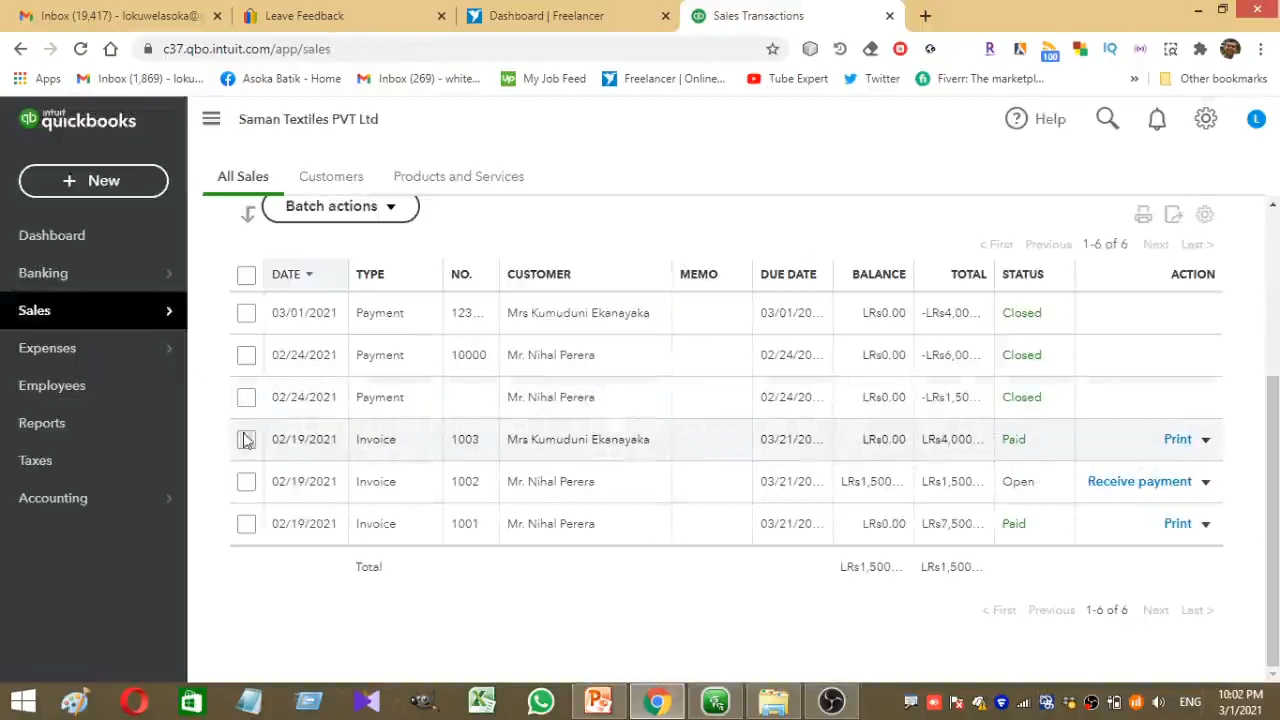 Inbox (19,417) - lokuwelasoka@
Leave Feedback
Dashboard | Freelancer
Sales Transactions
c37.qbo.intuit.com/app/sales
100
Apps
Inbox (1,869) - loku...
Asoka Batik - Home
Inbox (269) - white...
My Job Feed
Freelancer | Online...
Tube Expert
Twitter
Fiverr: The marketpl...
Other bookmarks
intuit
quickbooks
Saman Textiles PVT Ltd
Help
L
+ New
All Sales
Customers
Products and Services
Dashboard
Banking
Sales
Expenses
Employees
Reports
Taxes
Accounting
Batch actions
< First Previous 1-6 of 6 Next Last >
DATE TYPE NO. CUSTOMER MEMO DUE DATE BALANCE TOTAL STATUS ACTION
03/01/2021 Payment 123... Mrs Kumuduni Ekanayaka 03/01/20... LRs0.00 -LRs4,00... Closed
02/24/2021 Payment 10000 Mr. Nihal Perera 02/24/20... LRs0.00 -LRs6,00... Closed
02/24/2021 Payment Mr. Nihal Perera 02/24/20... LRs0.00 -LRs1,50... Closed
02/19/2021 Invoice 1003 Mrs Kumuduni Ekanayaka 03/21/20... LRs0.00 LRs4,000... Paid Print
02/19/2021 Invoice 1002 Mr. Nihal Perera 03/21/20... LRs1,500... LRs1,500... Open Receive payment
02/19/2021 Invoice 1001 Mr. Nihal Perera 03/21/20... LRs0.00 LRs7,500... Paid Print
Total LRs1,500... LRs1,500...
< First Previous 1-6 of 6 Next Last >
ENG
10:02 PM
3/1/2021